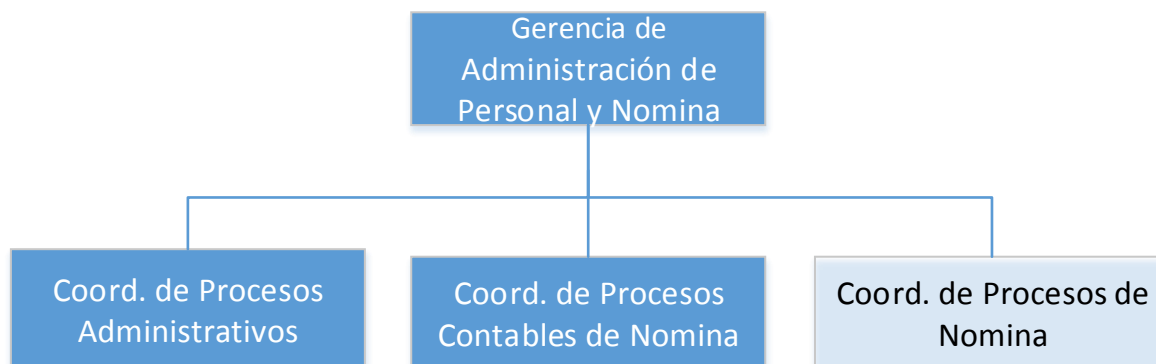 Gerencia de
Administración de
Personal y Nomina
Coord. de Procesos
Administrativos
Coord. de Procesos
Contables de Nomina
Coord. de Procesos de
Nomina